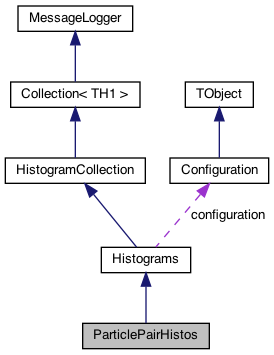 MessageLogger
Collection< TH1 >
TObject
HistogramCollection
Configuration
configuration
Histograms
ParticlePairHistos